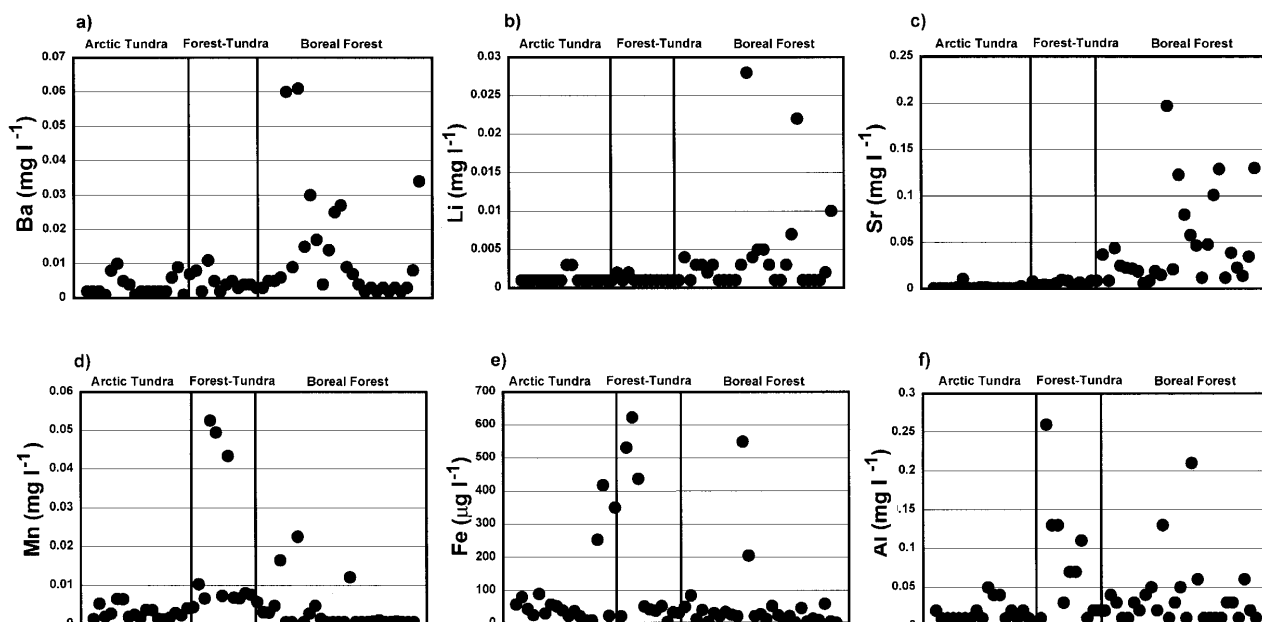 a)
Arctic Tundra Forest-Tundra Boreal Forest
0.07
0.06
0.05
0.04
0.03
0.02
0.01
0
Ba (mg l⁻¹)
b)
Arctic Tundra Forest-Tundra Boreal Forest
0.03
0.025
0.02
0.015
0.01
0.005
0
Li (mg l⁻¹)
c)
Arctic Tundra Forest-Tundra Boreal Forest
0.25
0.2
0.15
0.1
0.05
0
Sr (mg l⁻¹)
d)
Arctic Tundra Forest-Tundra Boreal Forest
0.06
0.05
0.04
0.03
0.02
0.01
0
Mn (mg l⁻¹)
e)
Arctic Tundra Forest-Tundra Boreal Forest
700
600
500
400
300
200
100
0
Fe (μg l⁻¹)
f)
Arctic Tundra Forest-Tundra Boreal Forest
0.3
0.25
0.2
0.15
0.1
0.05
0
Al (mg l⁻¹)